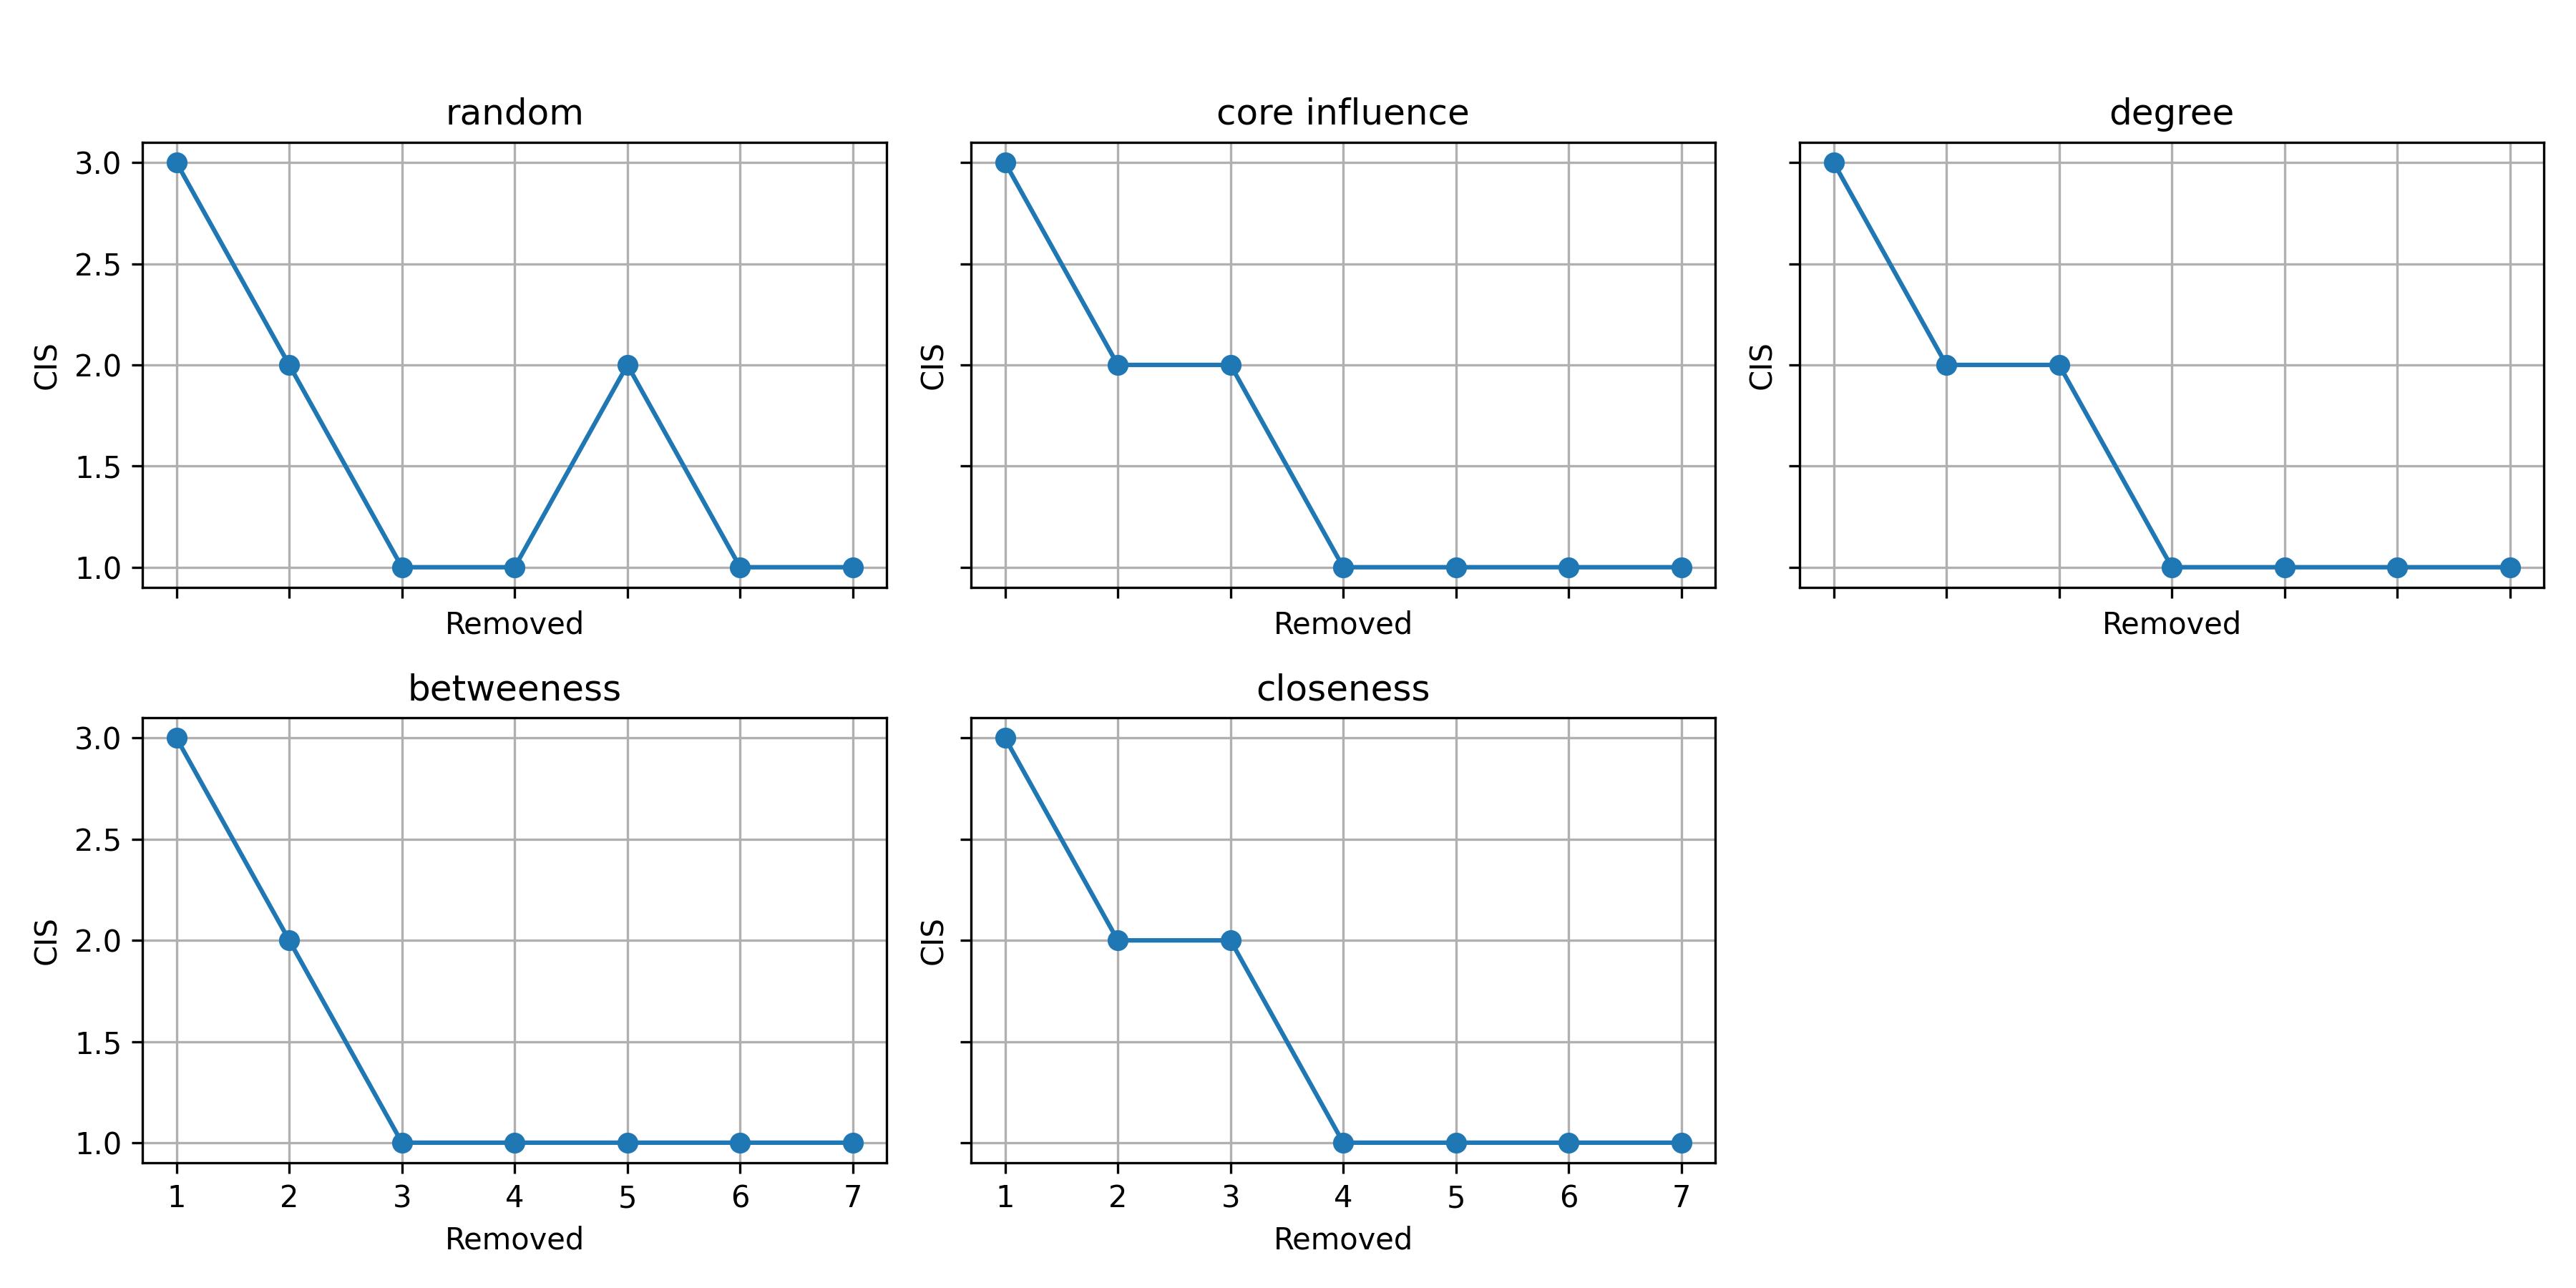 random
core influence
degree
3.0
2.5
2.0
1.5
1.0
CIS
CIS
CIS
Removed
Removed
Removed
betweeness
closeness
3.0
2.5
2.0
1.5
1.0
CIS
CIS
1 2 3 4 5 6 7
1 2 3 4 5 6 7
Removed
Removed